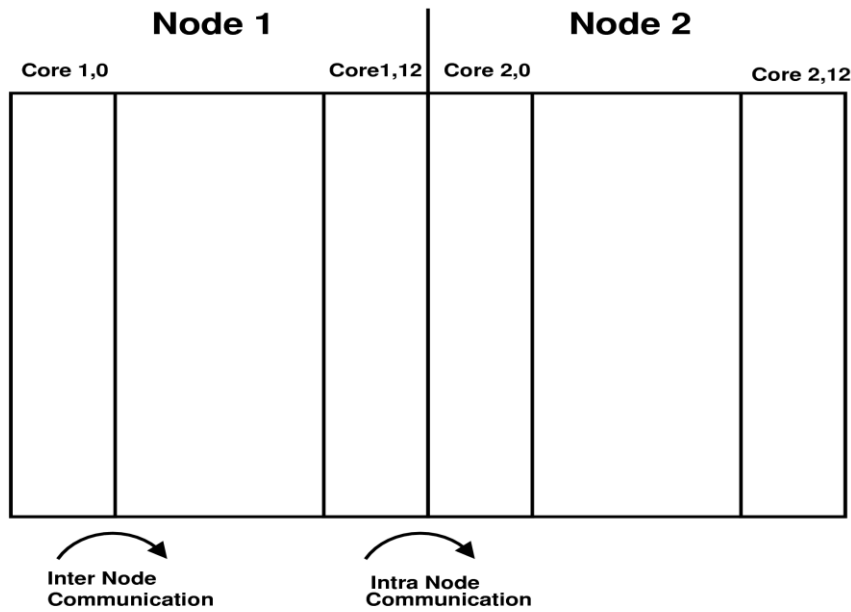 Node 1
Node 2
Core 1,0
Core1,12
Core 2,0
Core 2,12
Inter Node
Communication
Intra Node
Communication